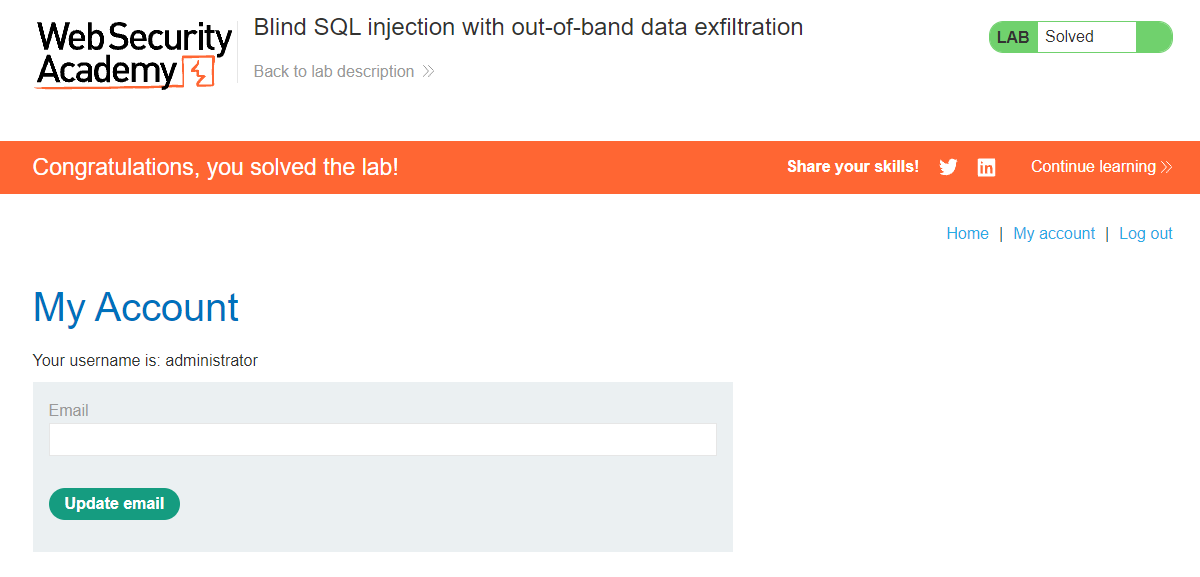 Web Security
Academy
Blind SQL injection with out-of-band data exfiltration
Back to lab description
LAB Solved
Congratulations, you solved the lab!
Share your skills!
Continue learning
Home | My account | Log out
My Account
Your username is: administrator
Email
Update email